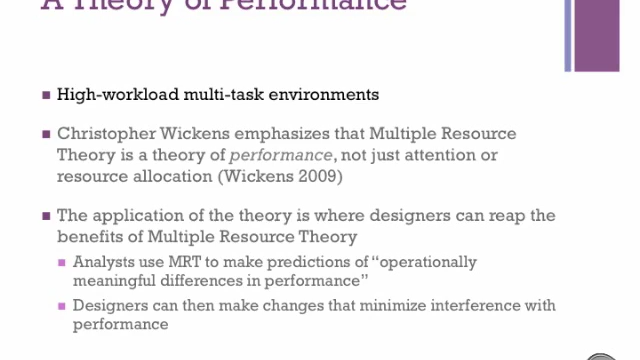 A Theory of Performance
High-workload multi-task environments
Christopher Wickens emphasizes that Multiple Resource
Theory is a theory of performance, not just attention or
resource allocation (Wickens 2009)
The application of the theory is where designers can reap the
benefits of Multiple Resource Theory
Analysts use MRT to make predictions of “operationally
meaningful differences in performance”
Designers can then make changes that minimize interference with
performance